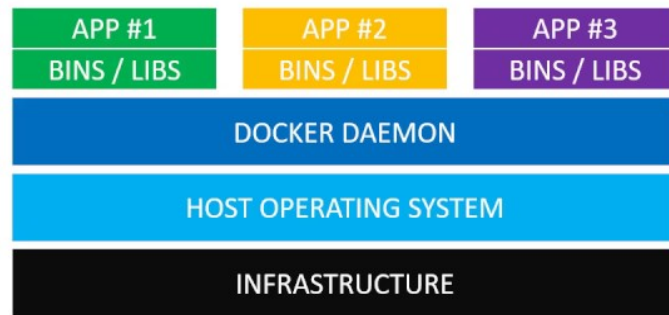 APP #1 APP #2 APP #3
BINS / LIBS BINS / LIBS BINS / LIBS
DOCKER DAEMON
HOST OPERATING SYSTEM
INFRASTRUCTURE